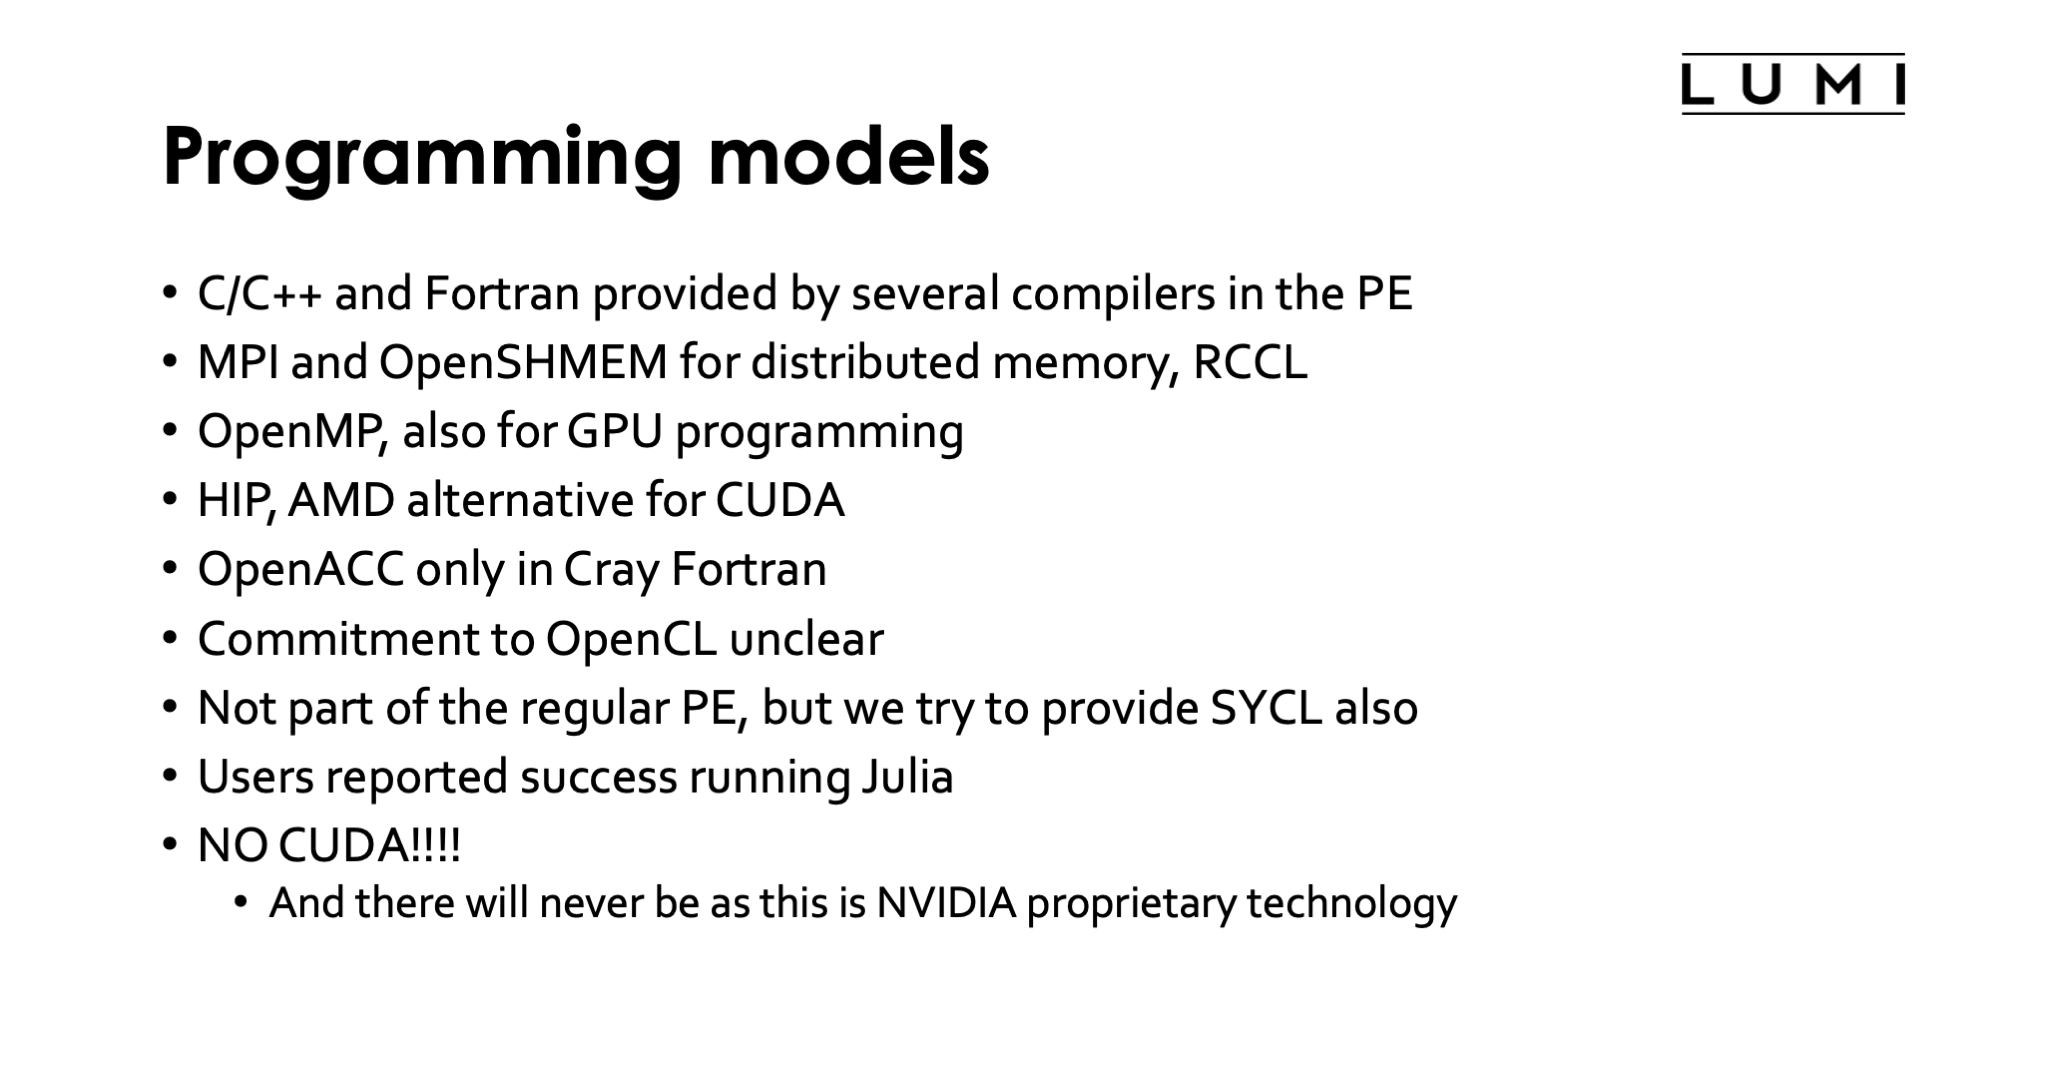 LUMI
Programming models
• C/C++ and Fortran provided by several compilers in the PE
• MPI and OpenSHMEM for distributed memory, RCCL
• OpenMP, also for GPU programming
• HIP, AMD alternative for CUDA
• OpenACC only in Cray Fortran
• Commitment to OpenCL unclear
• Not part of the regular PE, but we try to provide SYCL also
• Users reported success running Julia
• NO CUDA!!!!
• And there will never be as this is NVIDIA proprietary technology